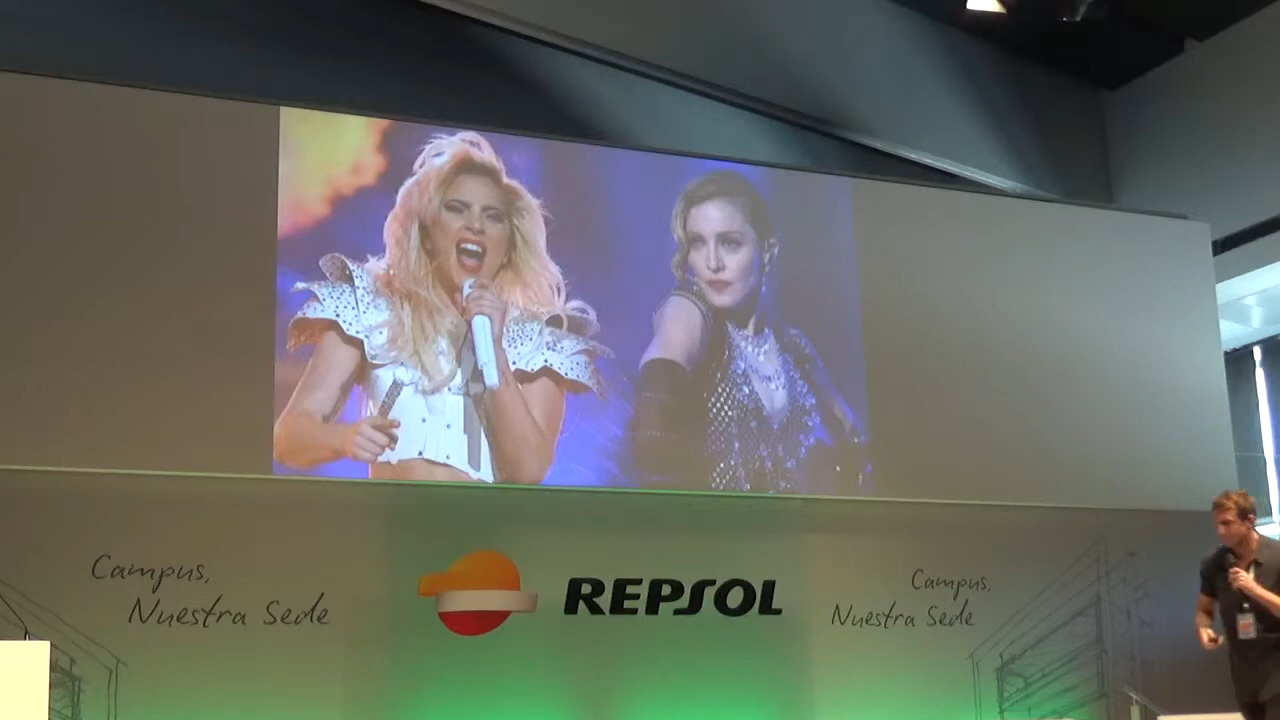 Campus,
Nuestra Sede
REPSOL
Campus,
Nuestra Sede